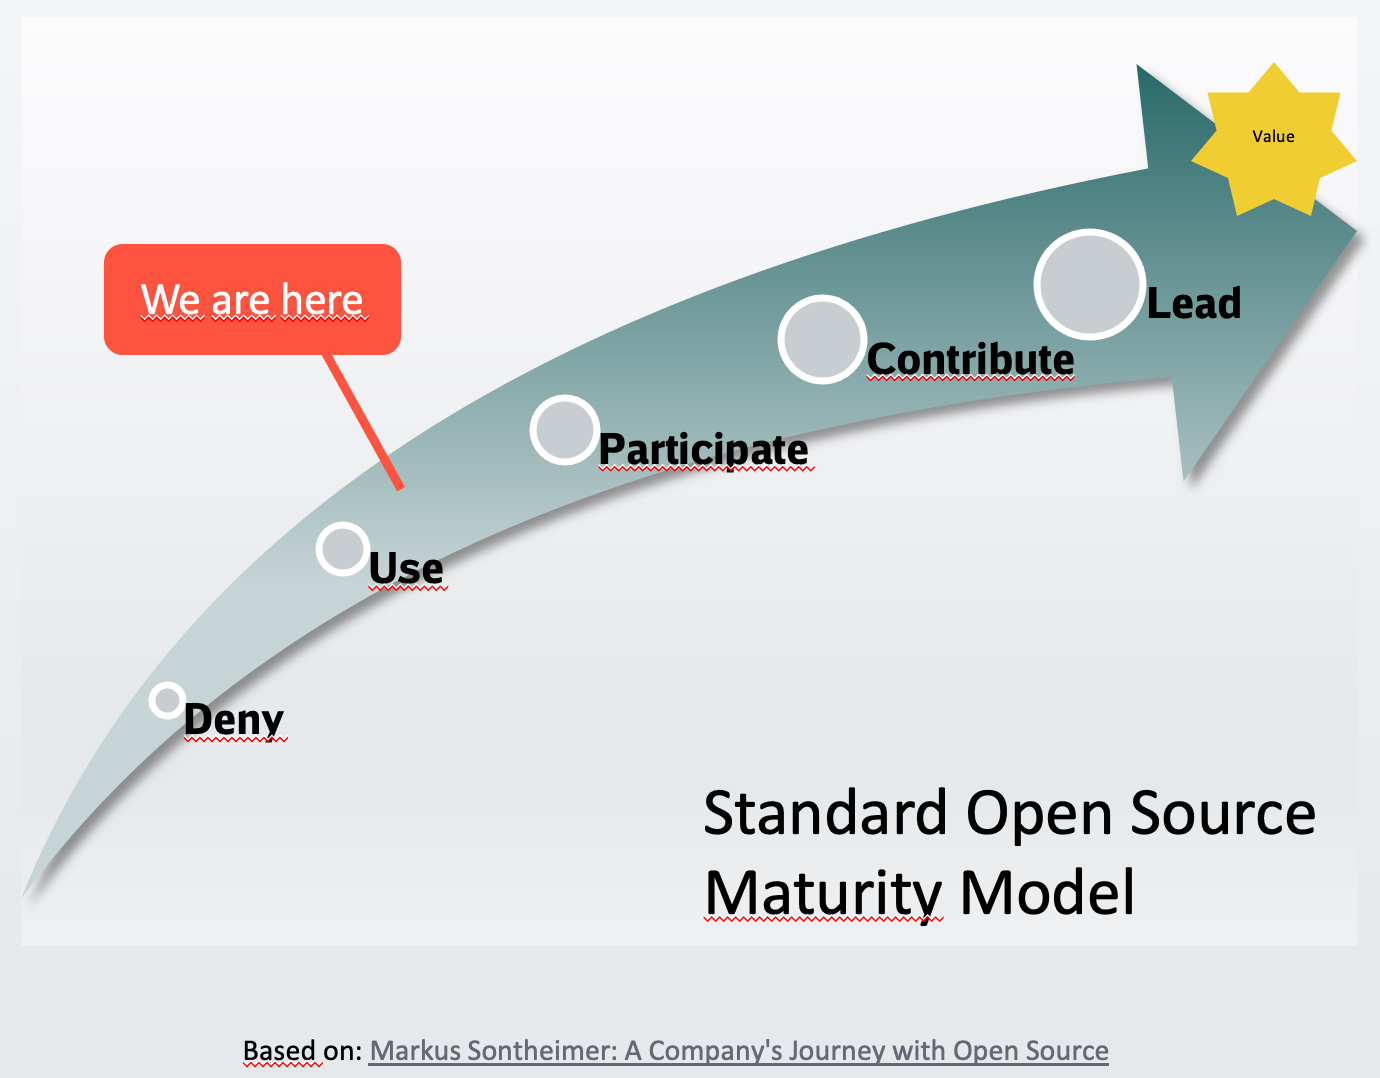 Value
We are here
Lead
Contribute
Participate
Use
Deny
Standard Open Source
Maturity Model
Based on: Markus Sontheimer: A Company's Journey with Open Source